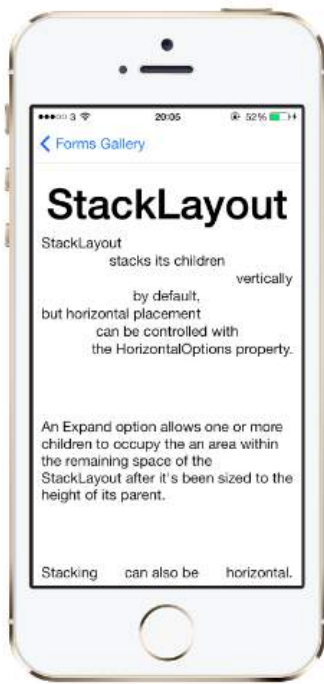 3 20:05 52%
Forms Gallery
StackLayout
StackLayout
stacks its children
vertically
by default,
but horizontal placement
can be controlled with
the HorizontalOptions property.
An Expand option allows one or more
children to occupy the an area within
the remaining space of the
StackLayout after it's been sized to the
height of its parent.
Stacking can also be horizontal.